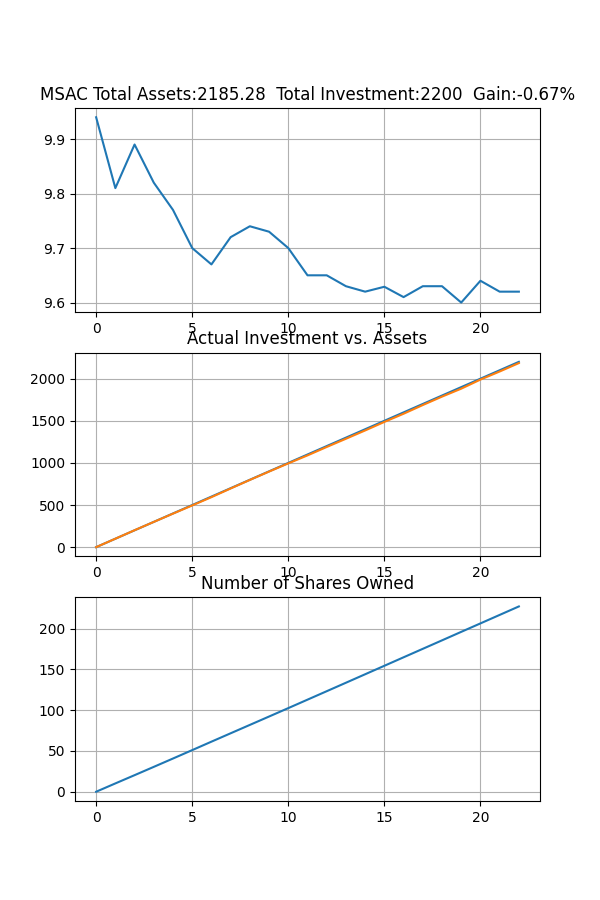 MSAC Total Assets:2185.28  Total Investment:2200  Gain:-0.67%
9.9
9.8
9.7
9.6
0 5 10 15 20
Actual Investment vs. Assets
2000
1500
1000
500
0
0 5 10 15 20
Number of Shares Owned
200
150
100
50
0
0 5 10 15 20